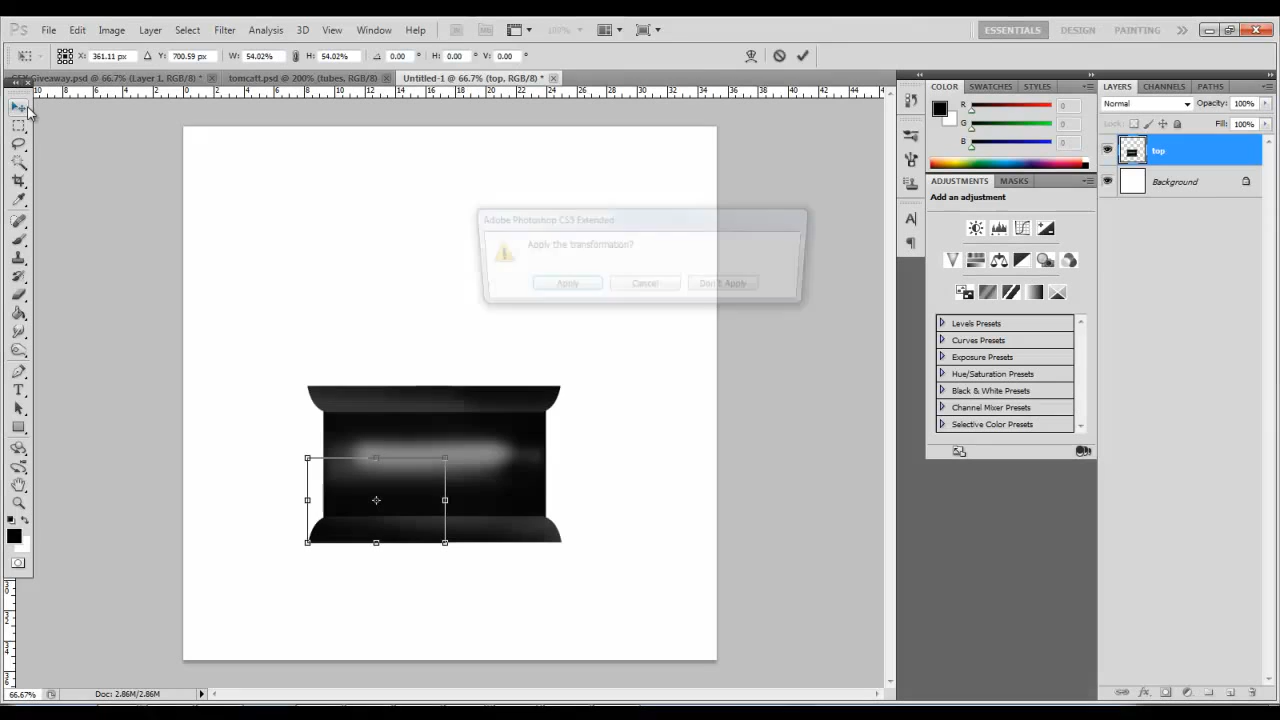 Ps File Edit Image Layer Select Filter Analysis 3D View Window Help Br Mb ESSENTIALS DESIGN PAINTING
X: 361.11 px Y: 700.59 px W: 54.02% H: 54.02% 0.00 ° H: 0.00 ° V: 0.00 °
Giveaway.psd @ 66.7% (Layer 1, RGB/8) * tomcatt.psd @ 200% (tubes, RGB/8) Untitled-1 @ 66.7% (top, RGB/8) *
COLOR SWATCHES STYLES
R 0
G 0
B 0
LAYERS CHANNELS PATHS
Normal Opacity: 100%
Lock: Fill: 100%
top
Background
ADJUSTMENTS MASKS
Add an adjustment
Levels Presets
Curves Presets
Exposure Presets
Hue/Saturation Presets
Black & White Presets
Channel Mixer Presets
Selective Color Presets
Adobe Photoshop CS5 Extended
Apply the transformation?
Apply Cancel Don't Apply
66.67% Doc: 2.86M/2.86M